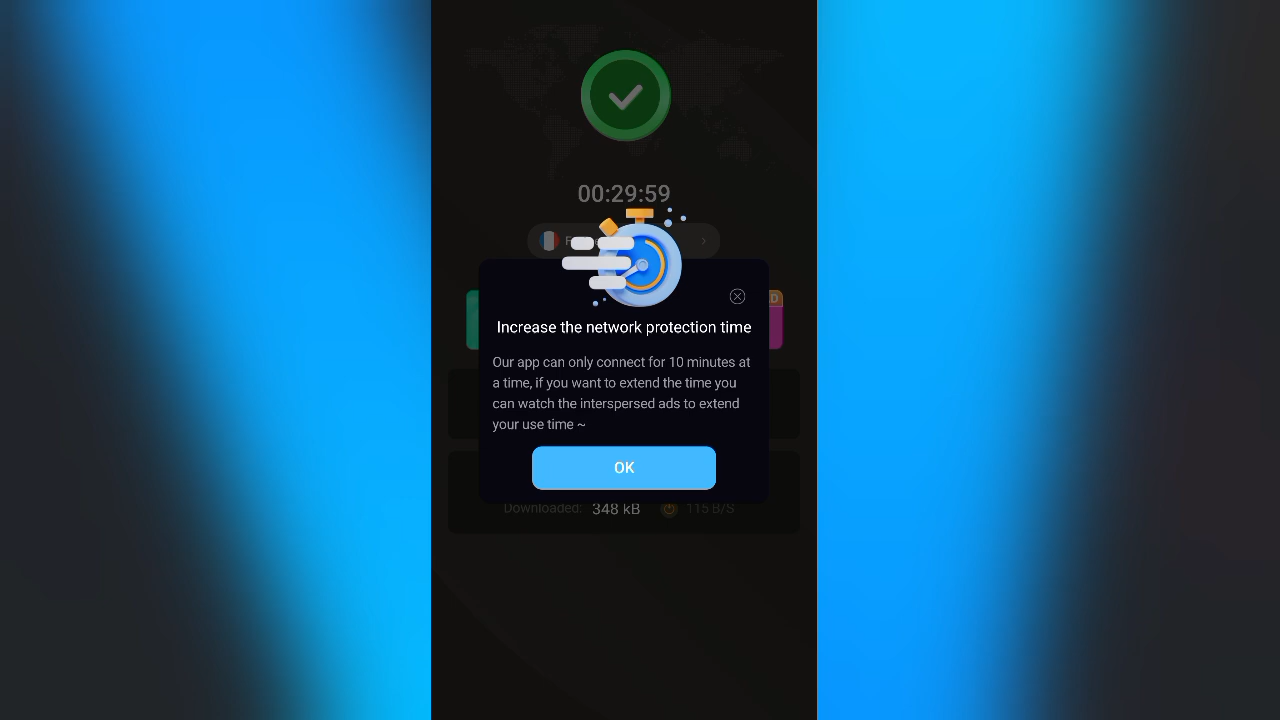 00:29:59
Increase the network protection time
Our app can only connect for 10 minutes at
a time, if you want to extend the time you
can watch the interspersed ads to extend
your use time ~
OK
Downloaded: 348 kB 115 B/S